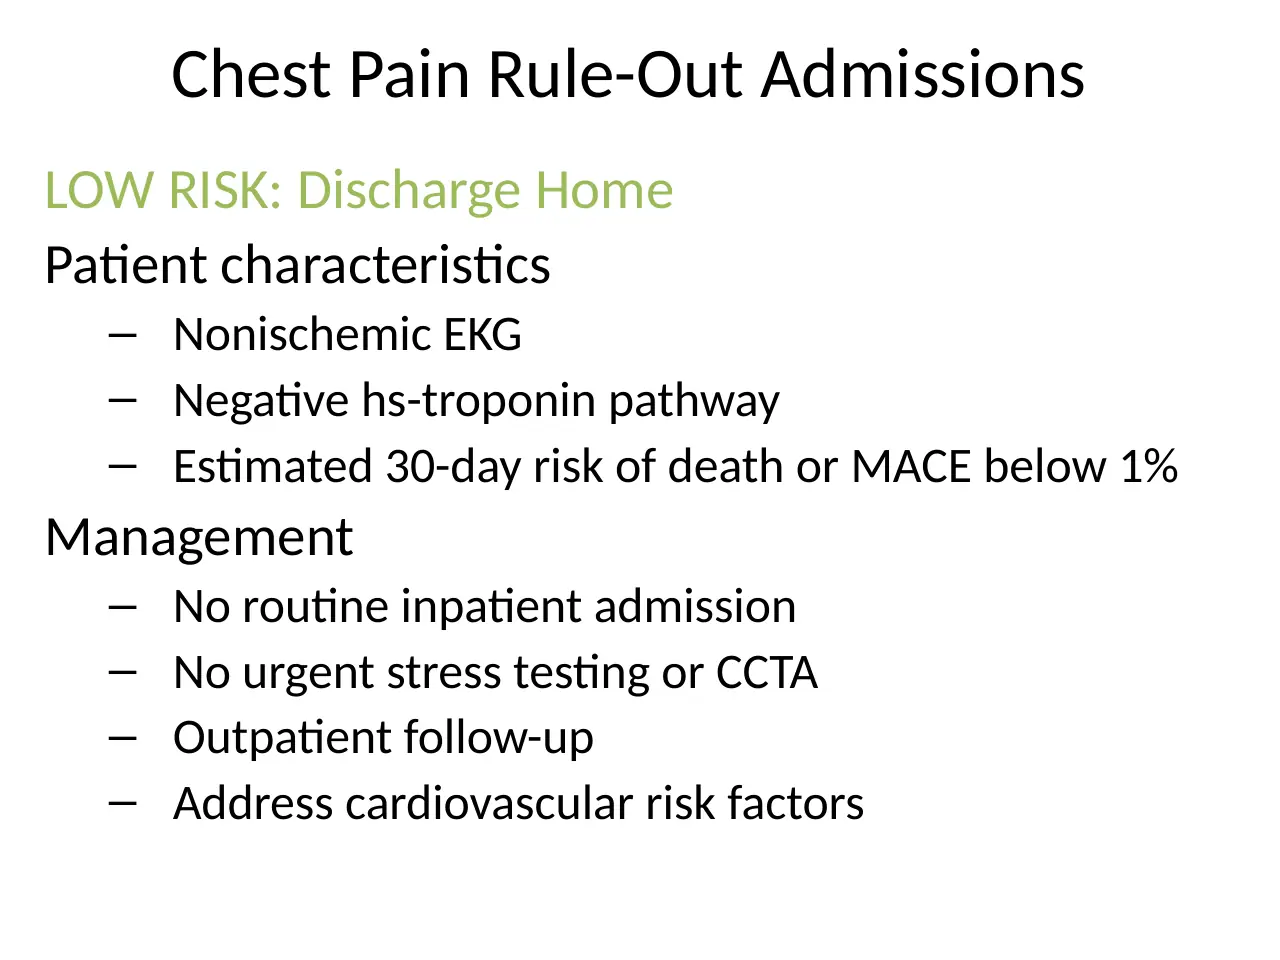 Chest Pain Rule-Out Admissions
LOW RISK: Discharge Home
Patient characteristics
– Nonischemic EKG
– Negative hs-troponin pathway
– Estimated 30-day risk of death or MACE below 1%
Management
– No routine inpatient admission
– No urgent stress testing or CCTA
– Outpatient follow-up
– Address cardiovascular risk factors